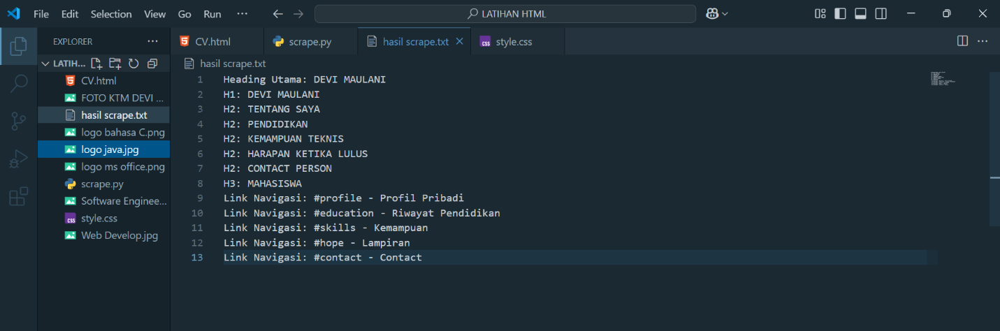 File Edit Selection View Go Run ··· LATIHAN HTML
EXPLORER ···
LATIH...
CV.html
FOTO KTM DEVI ...
hasil scrape.txt
logo bahasa C.png
logo java.jpg
logo ms office.png
scrape.py
Software Enginee...
style.css
Web Develop.jpg
CV.html scrape.py hasil scrape.txt style.css
hasil scrape.txt
1 Heading Utama: DEVI MAULANI
2 H1: DEVI MAULANI
3 H2: TENTANG SAYA
4 H2: PENDIDIKAN
5 H2: KEMAMPUAN TEKNIS
6 H2: HARAPAN KETIKA LULUS
7 H2: CONTACT PERSON
8 H3: MAHASISWA
9 Link Navigasi: #profile - Profil Pribadi
10 Link Navigasi: #education - Riwayat Pendidikan
11 Link Navigasi: #skills - Kemampuan
12 Link Navigasi: #hope - Lampiran
13 Link Navigasi: #contact - Contact